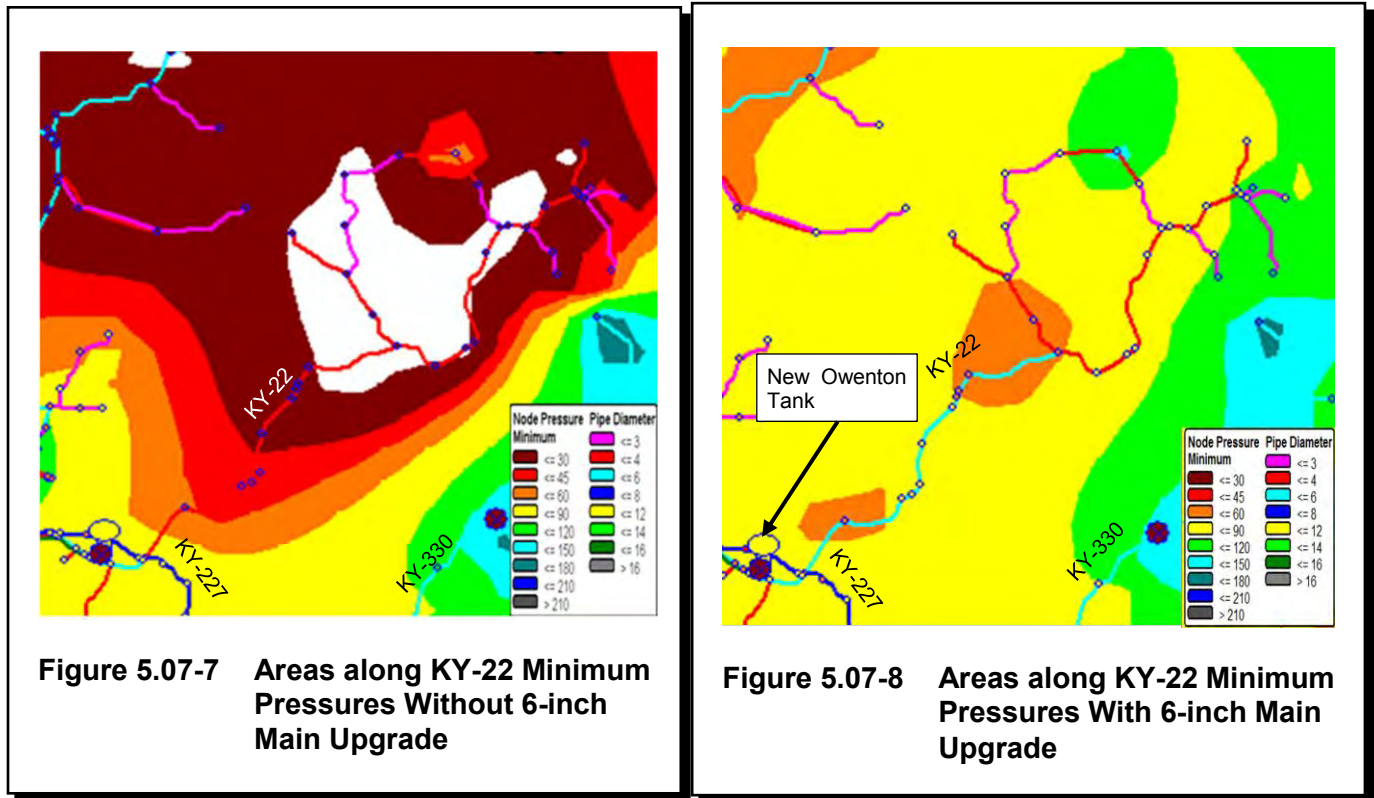 KY-22
KY-227
KY-330
Node Pressure Pipe Diameter
Minimum
<= 30
<= 45
<= 60
<= 90
<= 120
<= 150
<= 180
<= 210
> 210
<= 3
<= 4
<= 6
<= 8
<= 12
<= 14
<= 16
> 16
Figure 5.07-7 Areas along KY-22 Minimum
Pressures Without 6-inch
Main Upgrade
KY-22
New Owenton
Tank
KY-227
KY-330
Node Pressure Pipe Diameter
Minimum
<= 30
<= 45
<= 60
<= 90
<= 120
<= 150
<= 180
<= 210
> 210
<= 3
<= 4
<= 6
<= 8
<= 12
<= 14
<= 16
> 16
Figure 5.07-8 Areas along KY-22 Minimum
Pressures With 6-inch Main
Upgrade